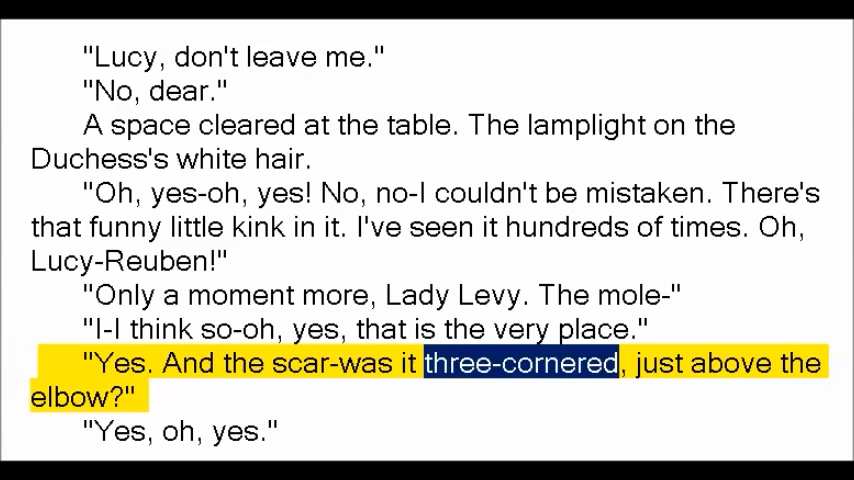 "Lucy, don't leave me."
"No, dear."
A space cleared at the table. The lamplight on the
Duchess's white hair.
"Oh, yes-oh, yes! No, no-I couldn't be mistaken. There's
that funny little kink in it. I've seen it hundreds of times. Oh,
Lucy-Reuben!"
"Only a moment more, Lady Levy. The mole-"
"I-I think so-oh, yes, that is the very place."
"Yes. And the scar-was it three-cornered, just above the
elbow?"
"Yes, oh, yes."